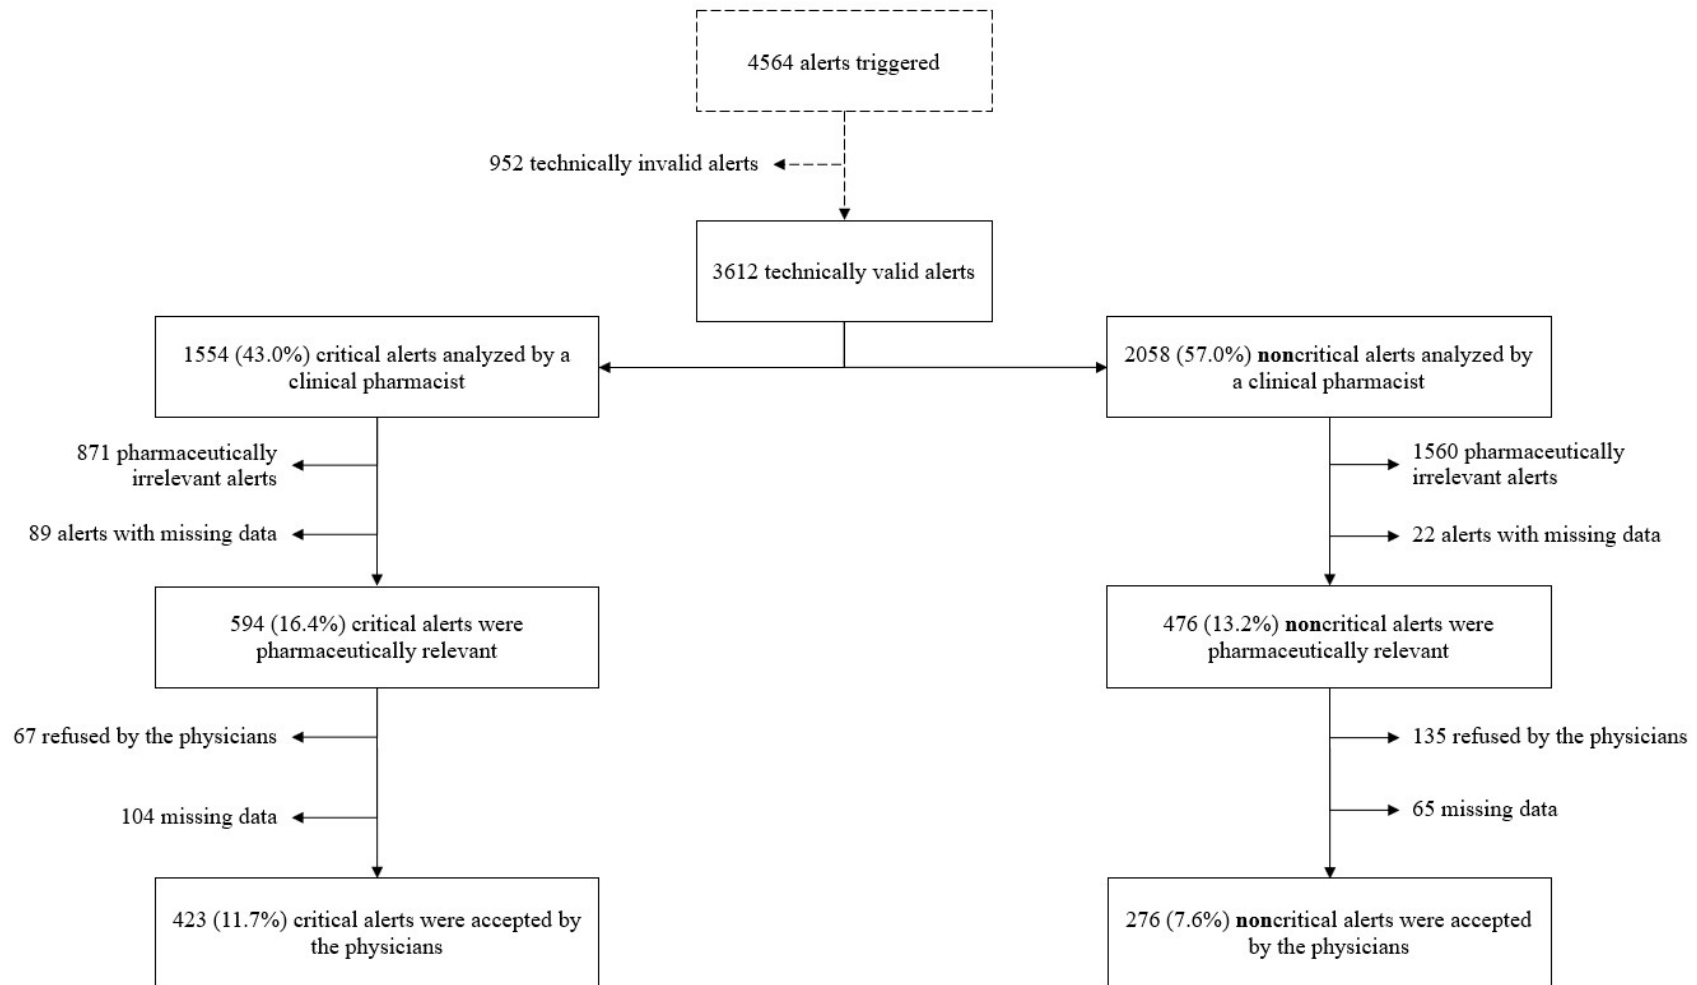 4564 alerts triggered
952 technically invalid alerts
3612 technically valid alerts
1554 (43.0%) critical alerts analyzed by a
clinical pharmacist
2058 (57.0%) noncritical alerts analyzed by
a clinical pharmacist
871 pharmaceutically
irrelevant alerts
1560 pharmaceutically
irrelevant alerts
89 alerts with missing data
22 alerts with missing data
594 (16.4%) critical alerts were
pharmaceutically relevant
476 (13.2%) noncritical alerts were
pharmaceutically relevant
67 refused by the physicians
135 refused by the physicians
104 missing data
65 missing data
423 (11.7%) critical alerts were accepted by
the physicians
276 (7.6%) noncritical alerts were accepted
by the physicians